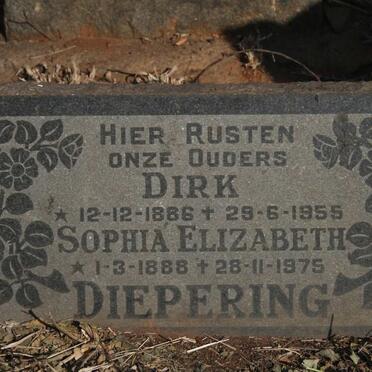 HIER RUSTEN
ONZE OUDERS
DIRK
★ 12-12-1886 ✝ 29-6-1955
SOPHIA ELIZABETH
★ 1-3-1888 ✝ 28-11-1975
DIEPERING